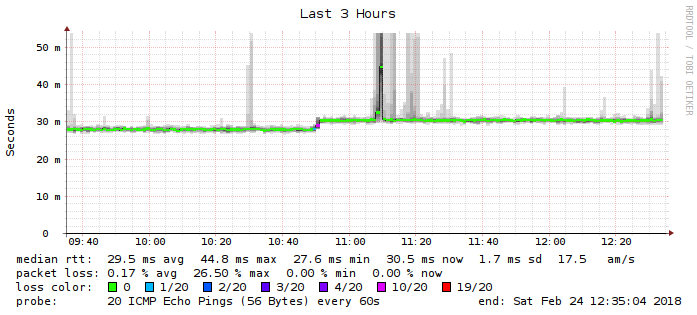 Last 3 Hours
RRDTOOL / TOBI OETIKER
Seconds
50 m
40 m
30 m
20 m
10 m
0
09:40 10:00 10:20 10:40 11:00 11:20 11:40 12:00 12:20
median rtt: 29.5 ms avg 44.8 ms max 27.6 ms min 30.5 ms now 1.7 ms sd 17.5 am/s
packet loss: 0.17 % avg 26.50 % max 0.00 % min 0.00 % now
loss color: 0 1/20 2/20 3/20 4/20 10/20 19/20
probe: 20 ICMP Echo Pings (56 Bytes) every 60s end: Sat Feb 24 12:35:04 2018